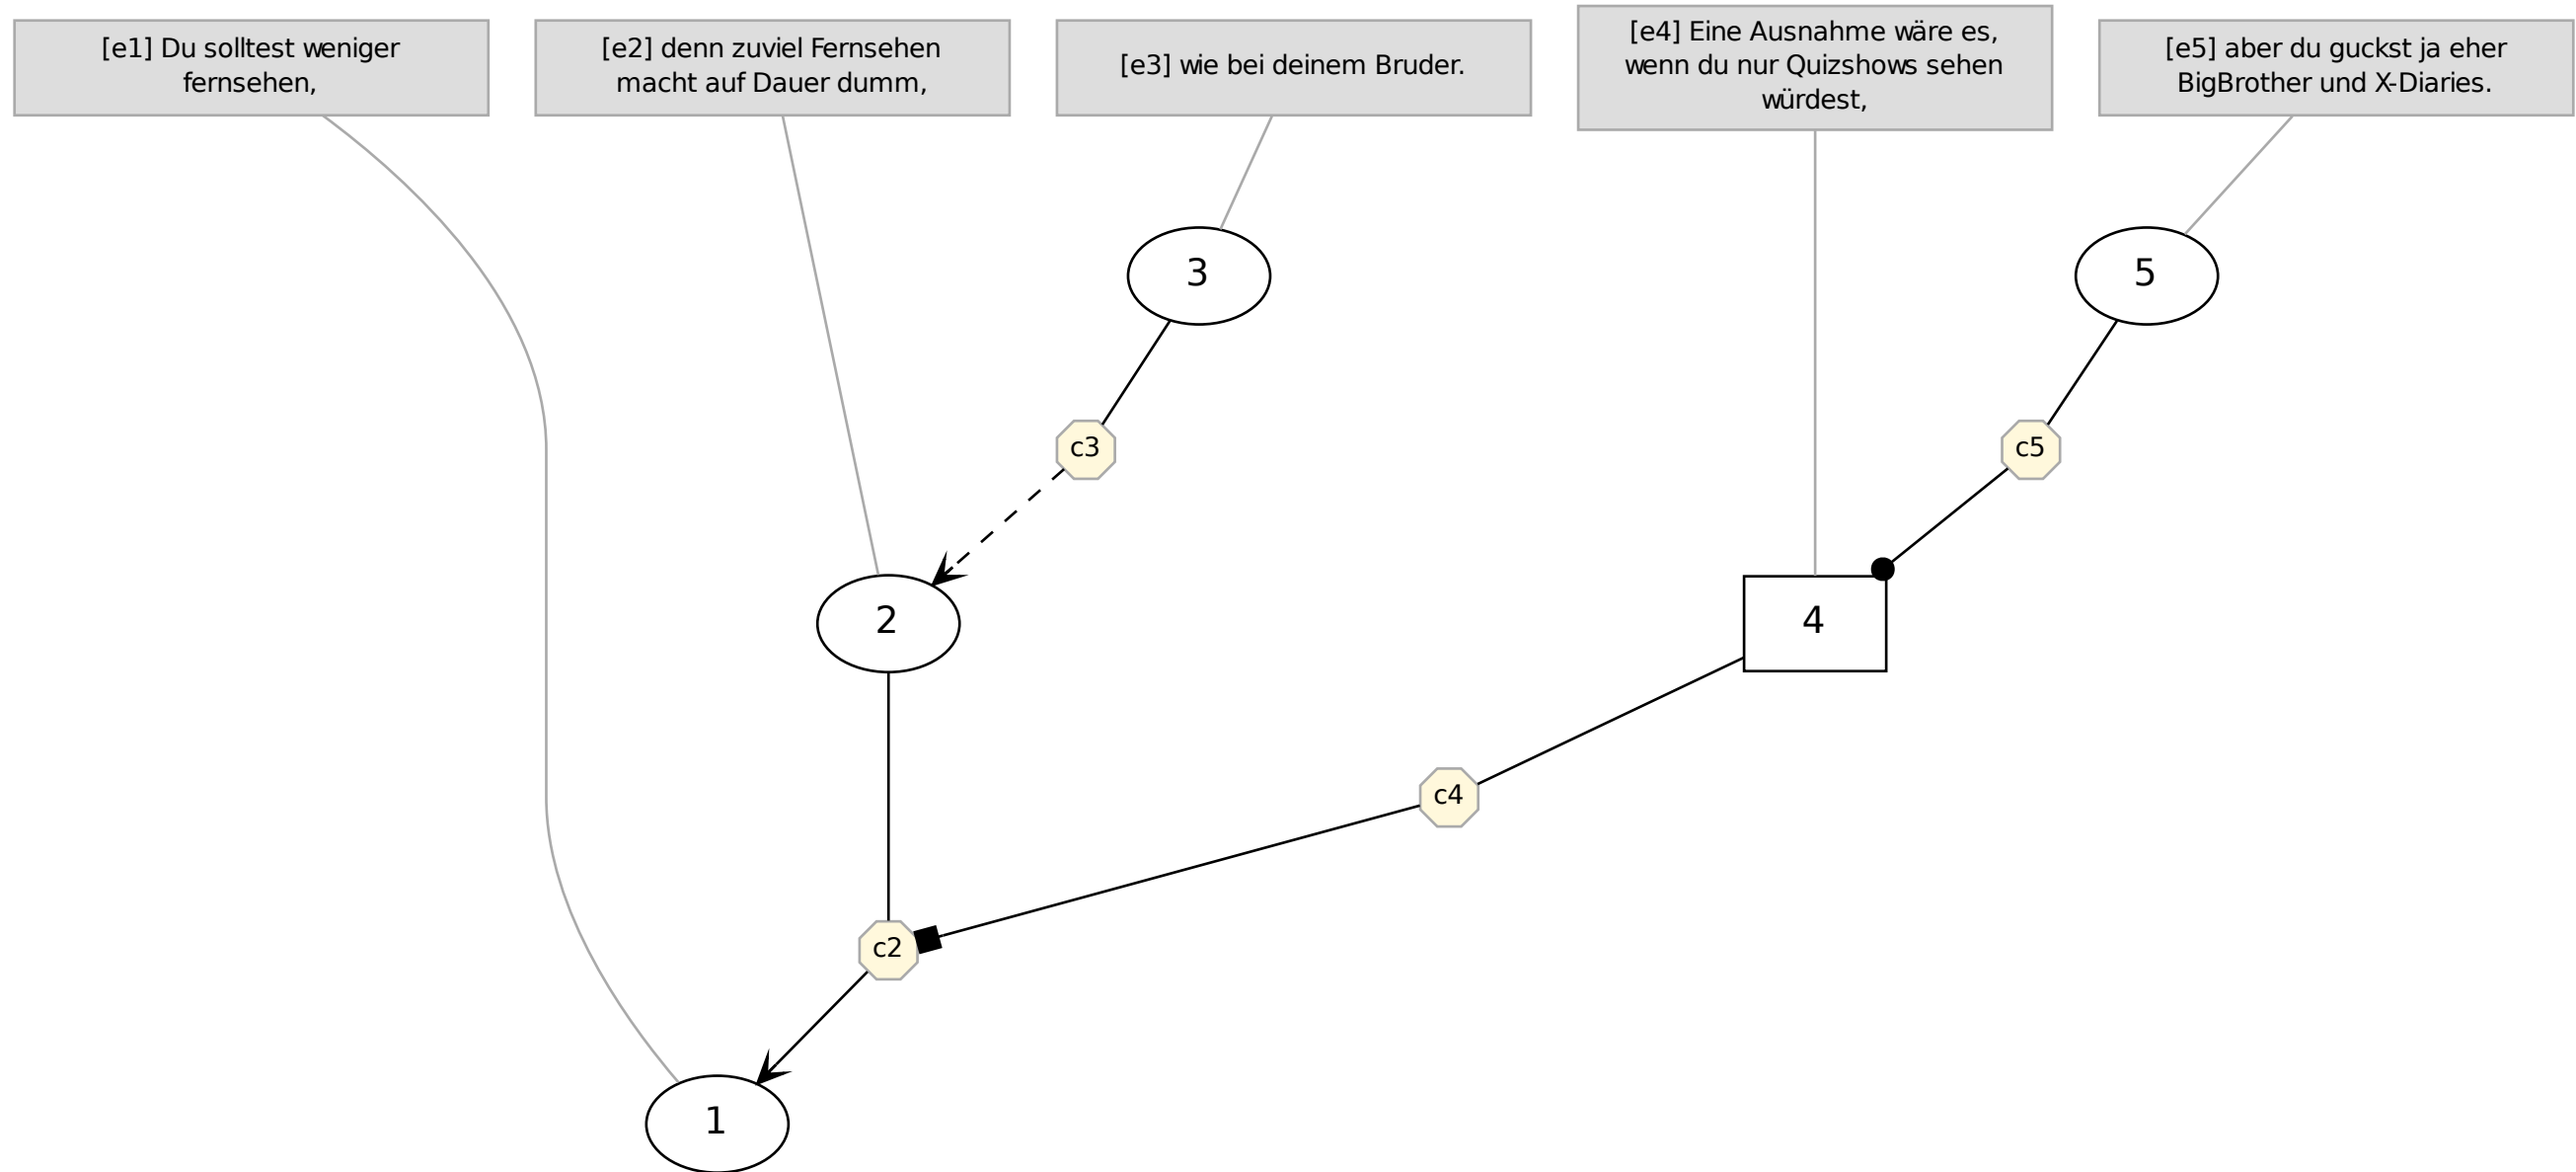 [e1] Du solltest weniger
fernsehen,
[e2] denn zuviel Fernsehen
macht auf Dauer dumm,
[e3] wie bei deinem Bruder.
[e4] Eine Ausnahme wäre es,
wenn du nur Quizshows sehen
würdest,
[e5] aber du guckst ja eher
BigBrother und X-Diaries.
3
5
c3
c5
2
4
c4
c2
1